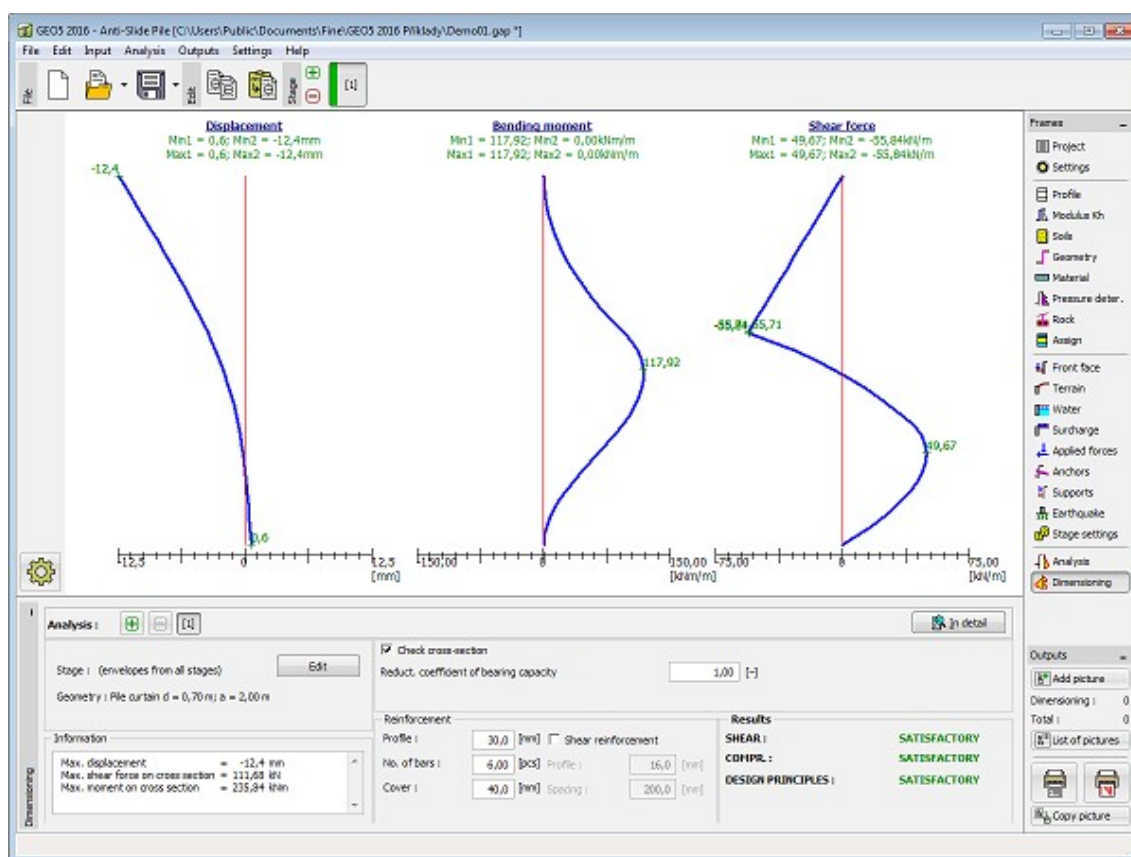 GEO5 2016 - Anti-Slide Pile [C:\Users\Public\Documents\Fine\GEO5 2016 Příklady\Demo01.gap *]
File Edit Input Analysis Outputs Settings Help
File
Edit
Stage
[1]
Displacement
Min1 = 0,6; Min2 = -12,4mm
Max1 = 0,6; Max2 = -12,4mm
-12,4
0,6
-12,5 0 12,5
[mm]
Bending moment
Min1 = 117,92; Min2 = 0,00kNm/m
Max1 = 117,92; Max2 = 0,00kNm/m
117,92
-150,00 0 150,00
[kNm/m]
Shear force
Min1 = 49,67; Min2 = -55,84kN/m
Max1 = 49,67; Max2 = -55,84kN/m
49,67
-75,00 0 75,00
[kN/m]
Frames
Project
Settings
Profile
Modulus Kh
Soils
Geometry
Material
Pressure deter.
Rock
Assign
Front face
Terrain
Water
Surcharge
Applied forces
Anchors
Supports
Earthquake
Stage settings
Analysis
Dimensioning
Outputs
Add picture
Dimensioning : 0
Total : 0
List of pictures
Copy picture
Dimensioning
Analysis : [1] In detail
Stage : (envelopes from all stages) Edit
Geometry : Pile curtain d = 0,70 m; a = 2,00 m
Information
Max. displacement = -12,4 mm
Max. shear force on cross section = 111,68 kN
Max. moment on cross section = 235,84 kNm
Check cross-section
Reduct. coefficient of bearing capacity 1,00 [-]
Reinforcement
Profile : 30,0 [mm] Shear reinforcement
No. of bars : 6,00 [pcs] Profile : 16,0 [mm]
Cover : 40,0 [mm] Spacing : 200,0 [mm]
Results
SHEAR : SATISFACTORY
COMPR. : SATISFACTORY
DESIGN PRINCIPLES : SATISFACTORY